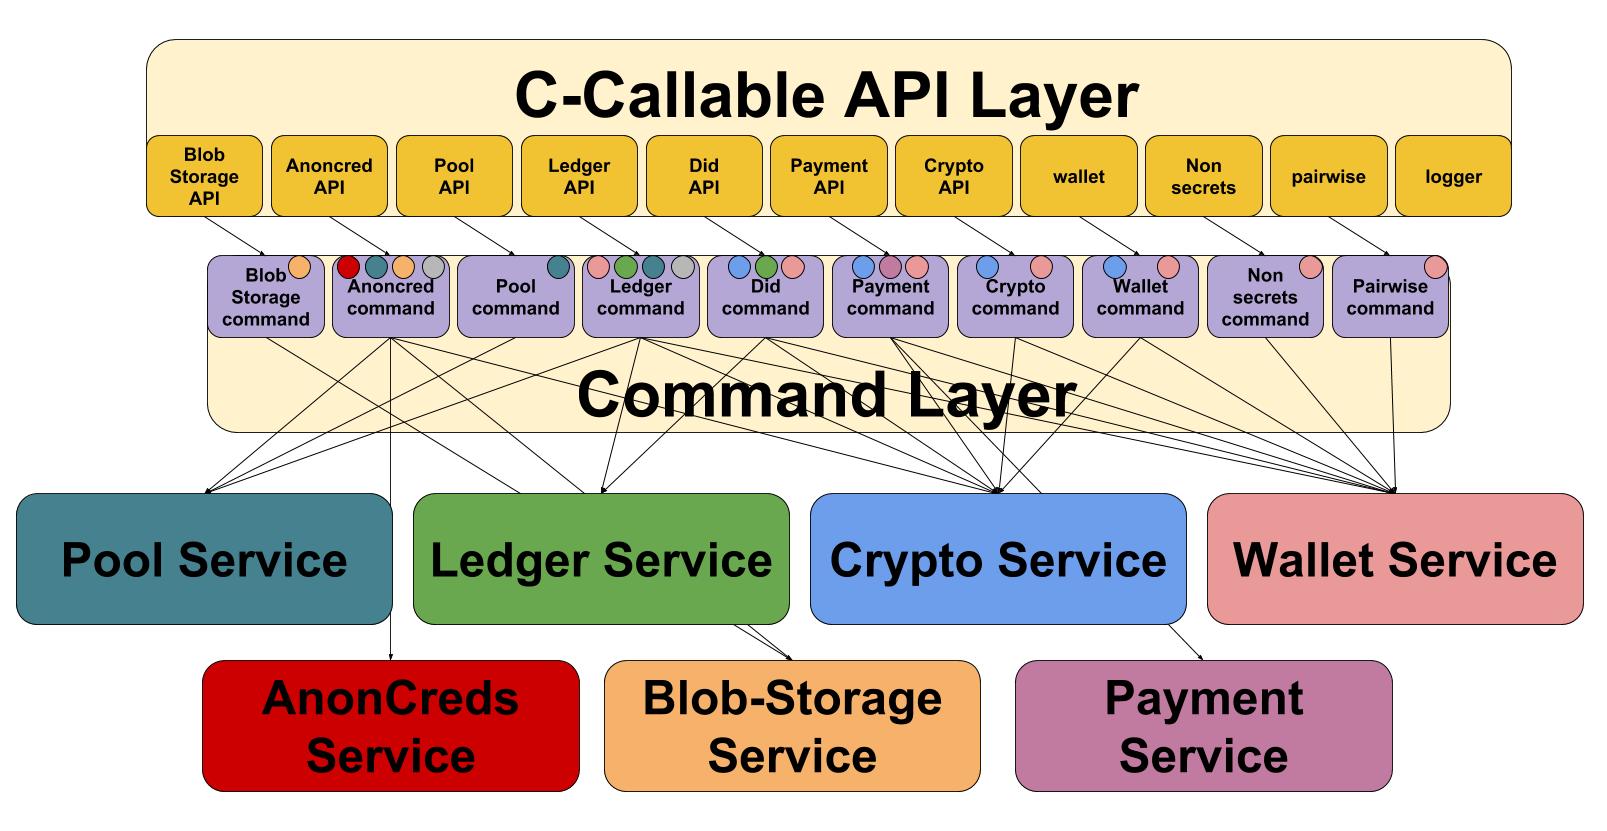 C-Callable API Layer
Blob
Storage
API
Anoncred
API
Pool
API
Ledger
API
Did
API
Payment
API
Crypto
API
wallet
Non
secrets
pairwise
logger
Blob
Storage
command
Anoncred
command
Pool
command
Ledger
command
Did
command
Payment
command
Crypto
command
Wallet
command
Non
secrets
command
Pairwise
command
Command Layer
Pool Service
Ledger Service
Crypto Service
Wallet Service
AnonCreds
Service
Blob-Storage
Service
Payment
Service